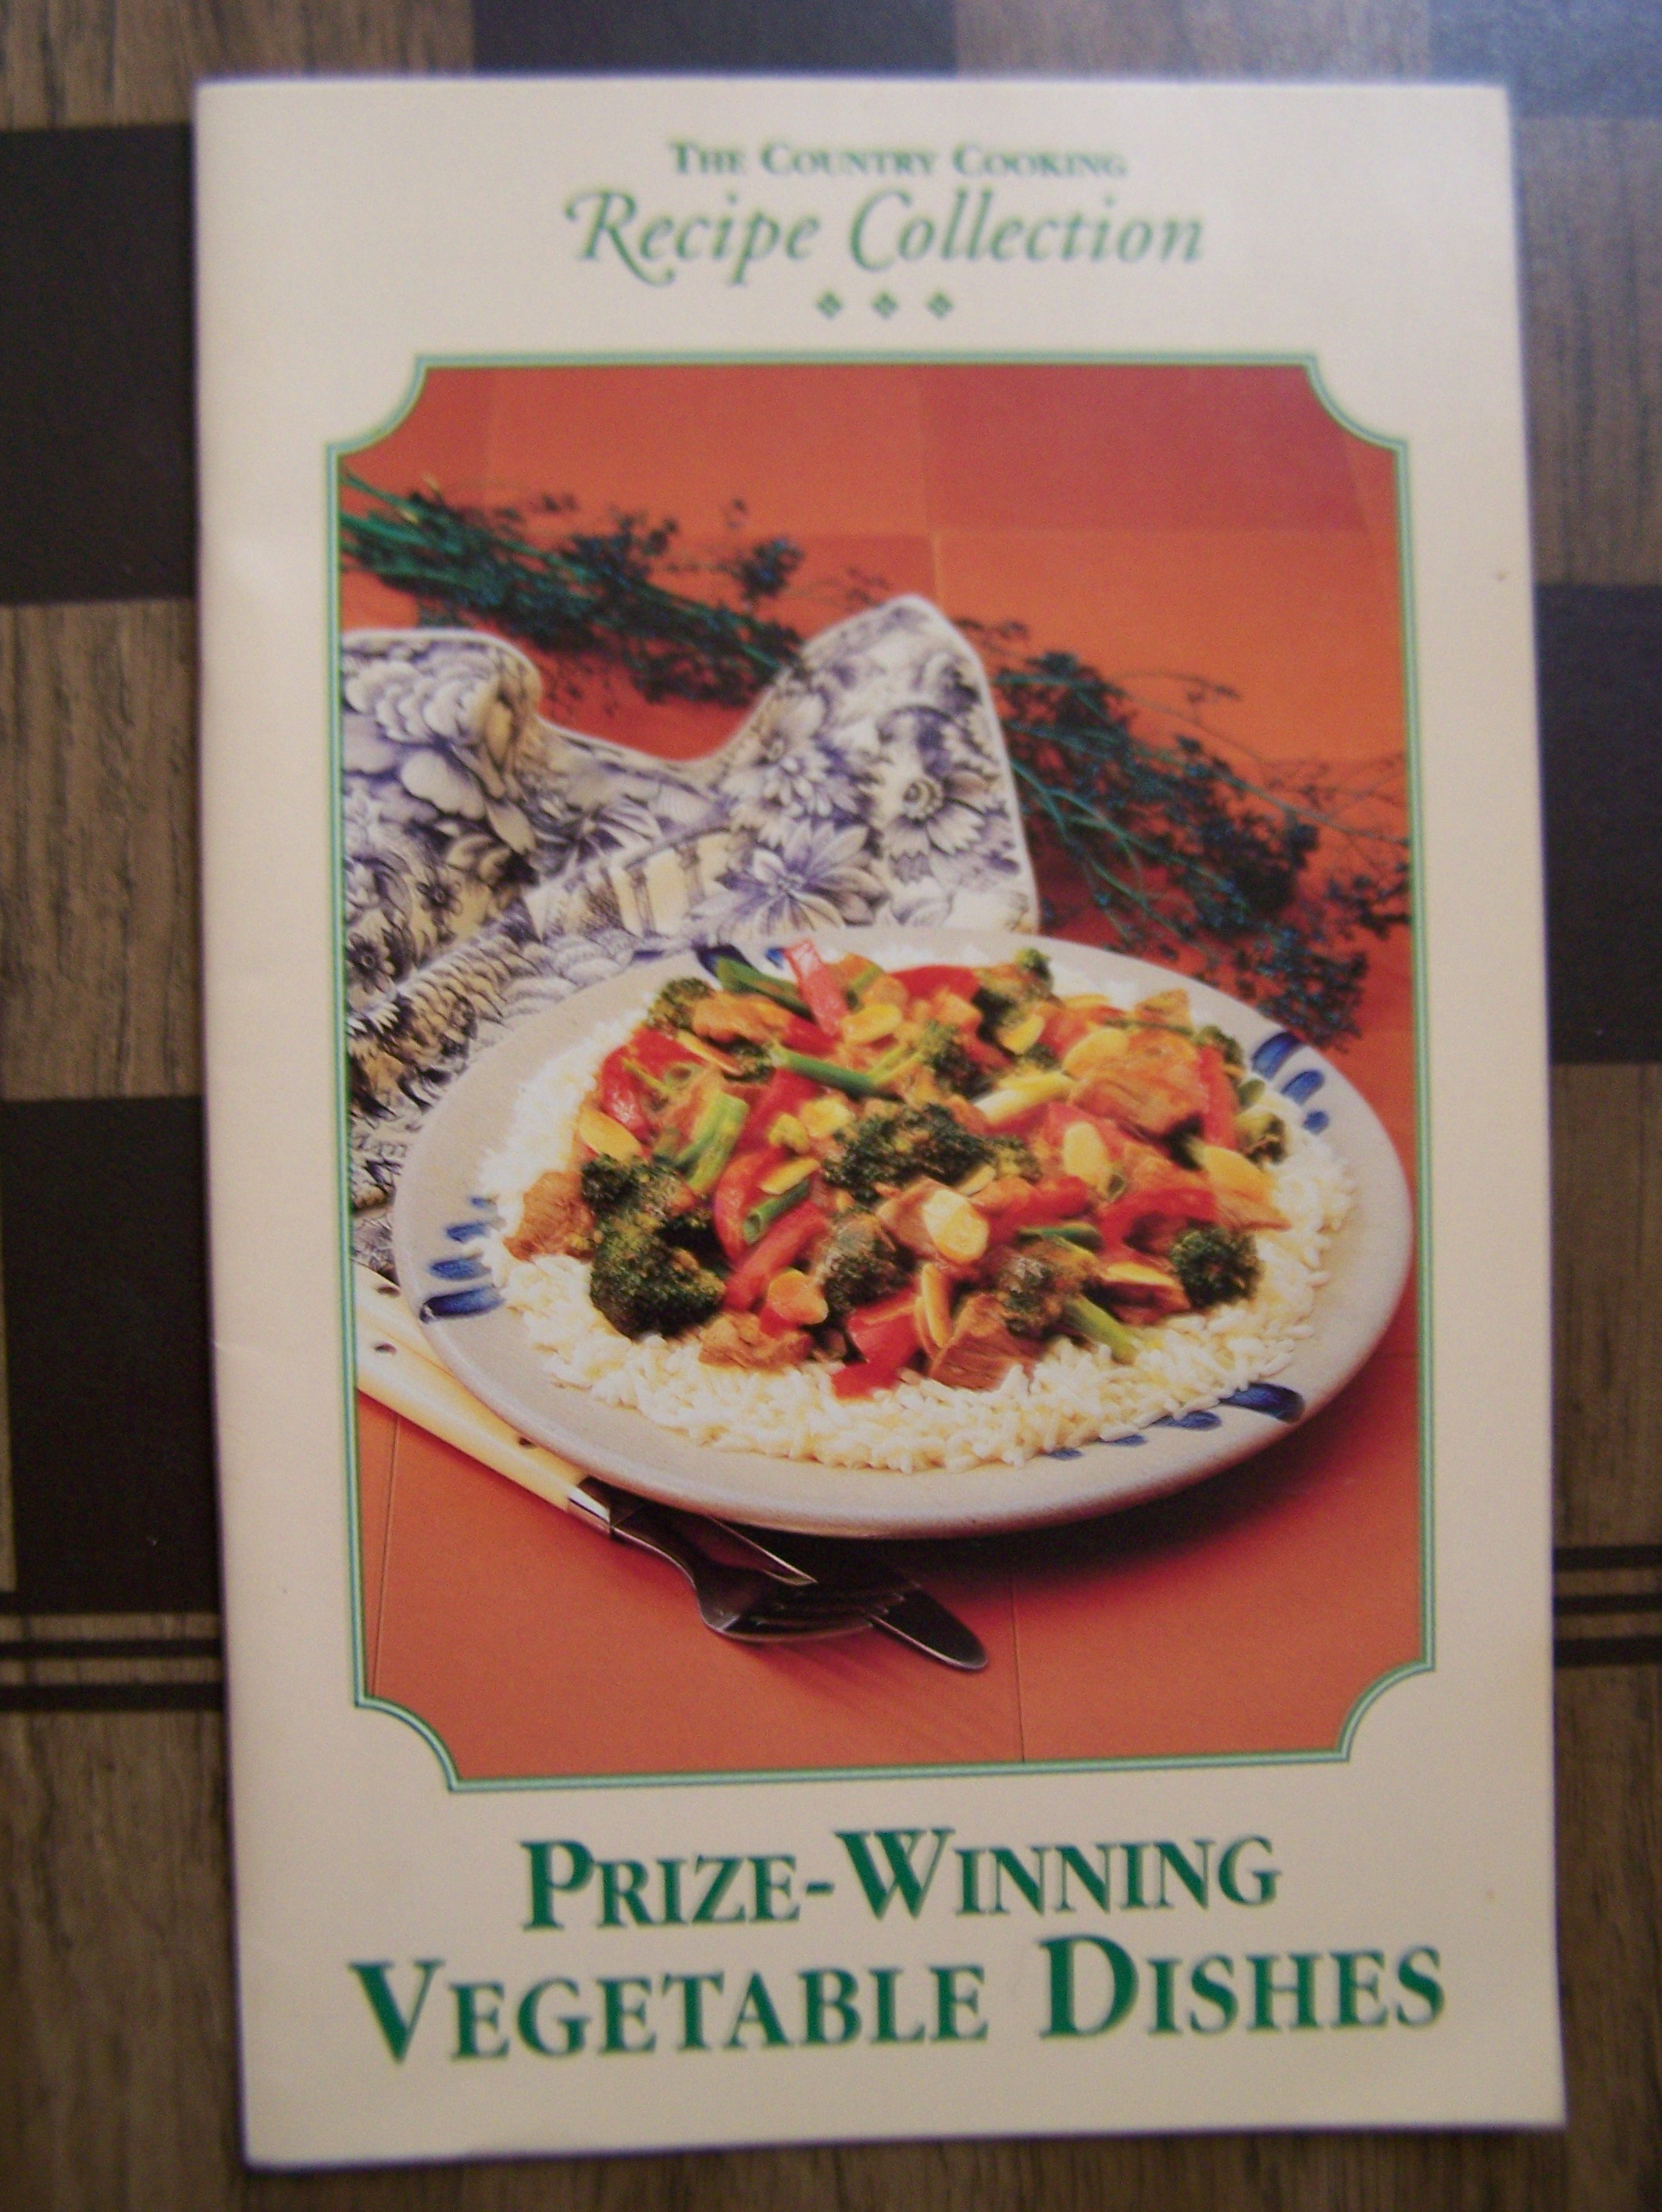 THE COUNTRY COOKING
Recipe Collection
PRIZE-WINNING
VEGETABLE DISHES